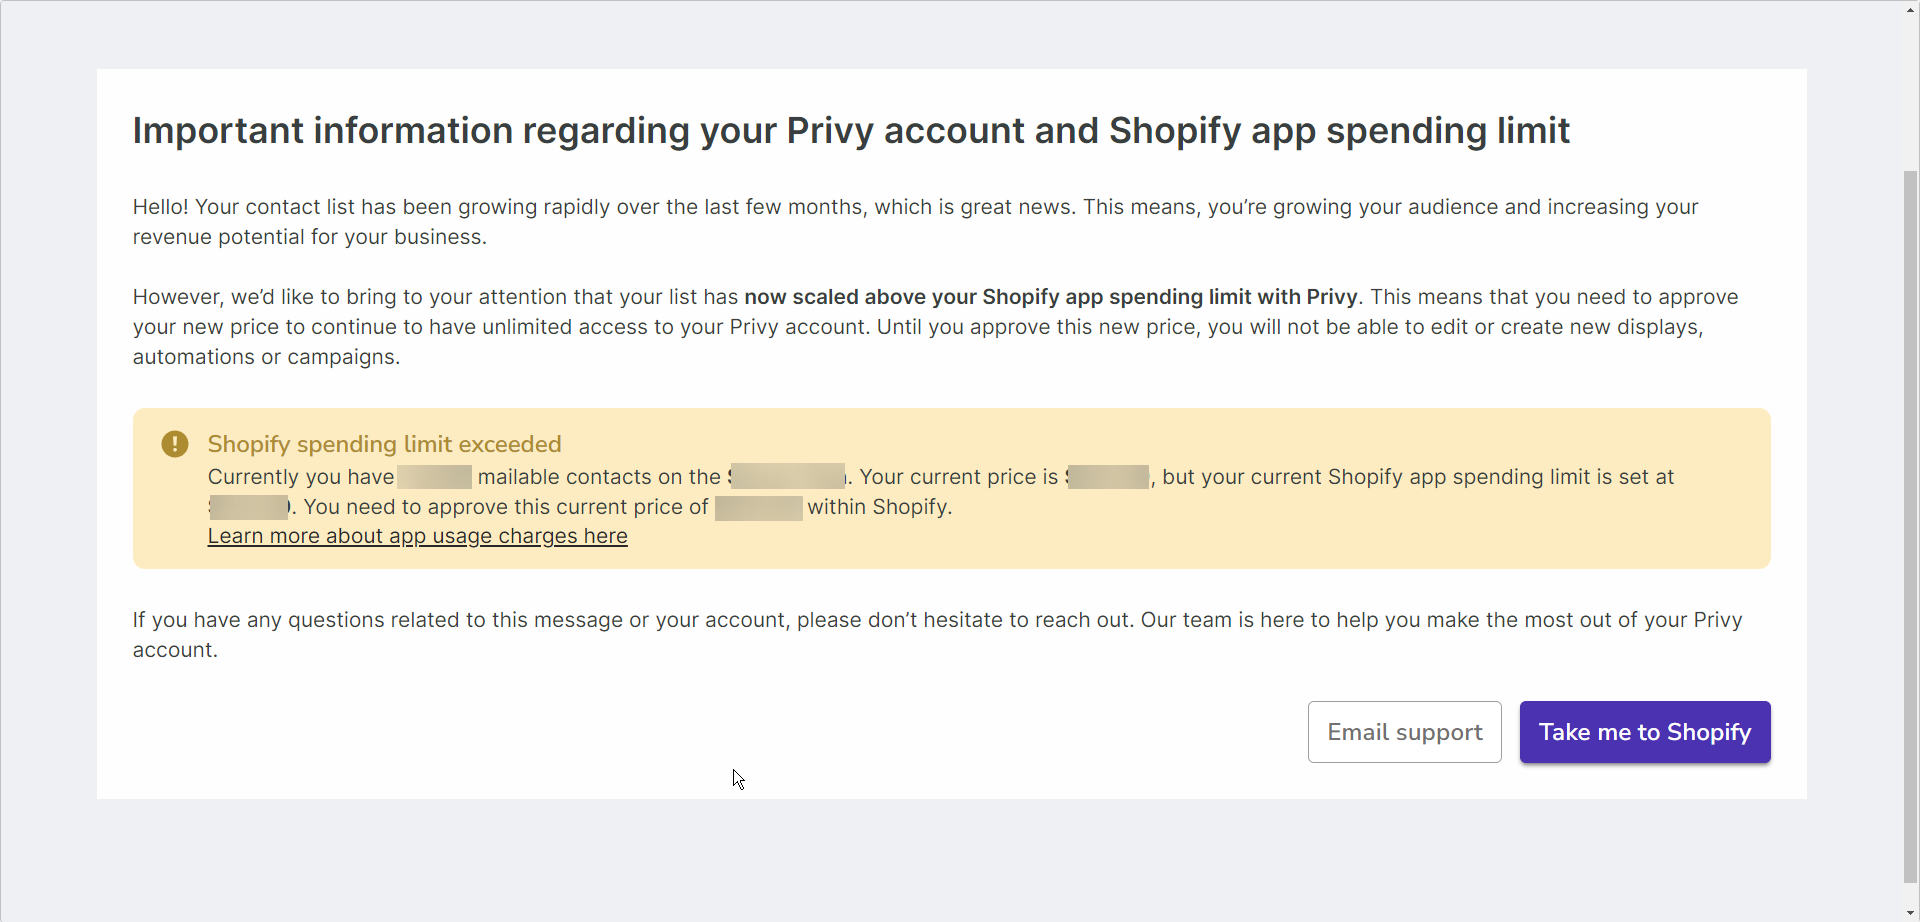 Important information regarding your Privy account and Shopify app spending limit
Hello! Your contact list has been growing rapidly over the last few months, which is great news. This means, you’re growing your audience and increasing your
revenue potential for your business.
However, we’d like to bring to your attention that your list has now scaled above your Shopify app spending limit with Privy. This means that you need to approve
your new price to continue to have unlimited access to your Privy account. Until you approve this new price, you will not be able to edit or create new displays,
automations or campaigns.
Shopify spending limit exceeded
Currently you have mailable contacts on the . Your current price is , but your current Shopify app spending limit is set at
. You need to approve this current price of within Shopify.
Learn more about app usage charges here
If you have any questions related to this message or your account, please don’t hesitate to reach out. Our team is here to help you make the most out of your Privy
account.
Email support
Take me to Shopify